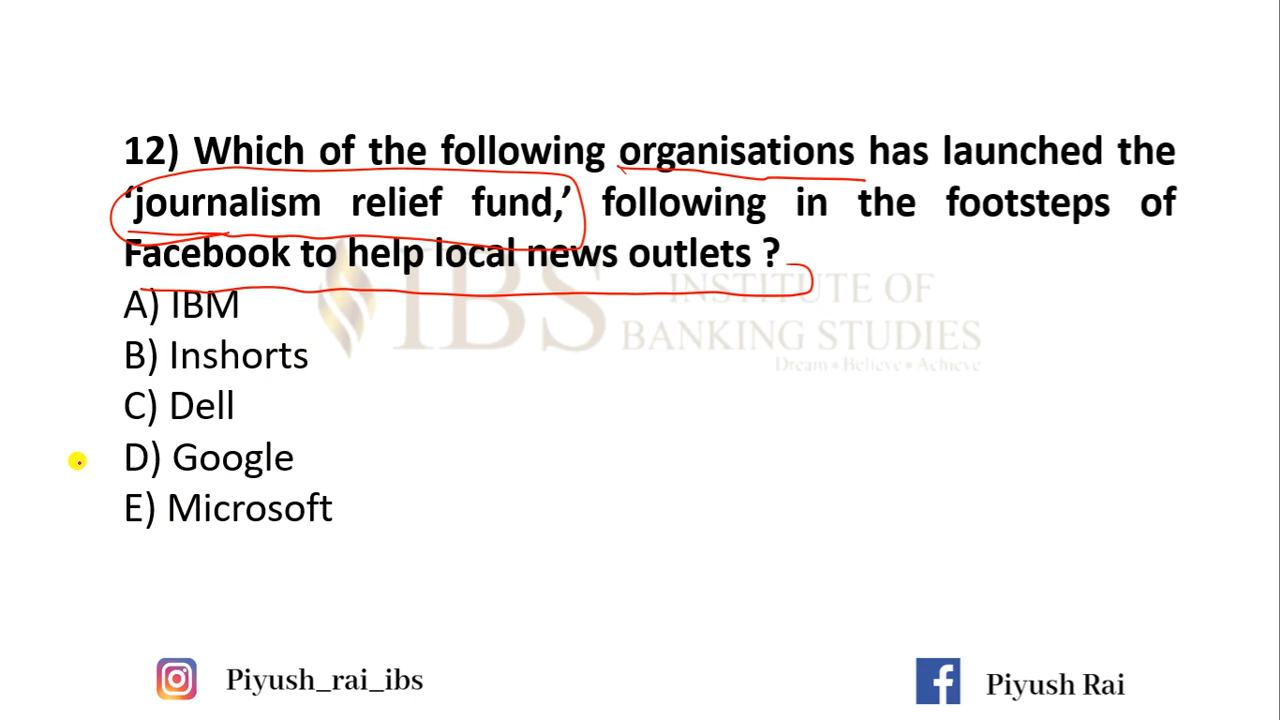 12) Which of the following organisations has launched the
‘journalism relief fund,’ following in the footsteps of
Facebook to help local news outlets ?
A) IBM
B) Inshorts
C) Dell
D) Google
E) Microsoft
IBS INSTITUTE OF
BANKING STUDIES
Dream • Believe • Achieve
Piyush_rai_ibs
Piyush Rai